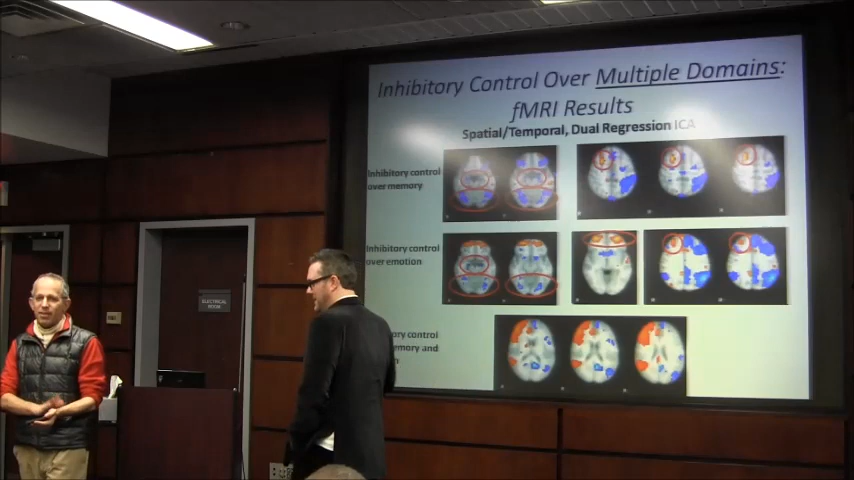 Inhibitory Control Over Multiple Domains:
fMRI Results
Spatial/Temporal, Dual Regression ICA
Inhibitory control
over memory
Inhibitory control
over emotion
ry control
emory and
n
ELECTRICAL
ROOM